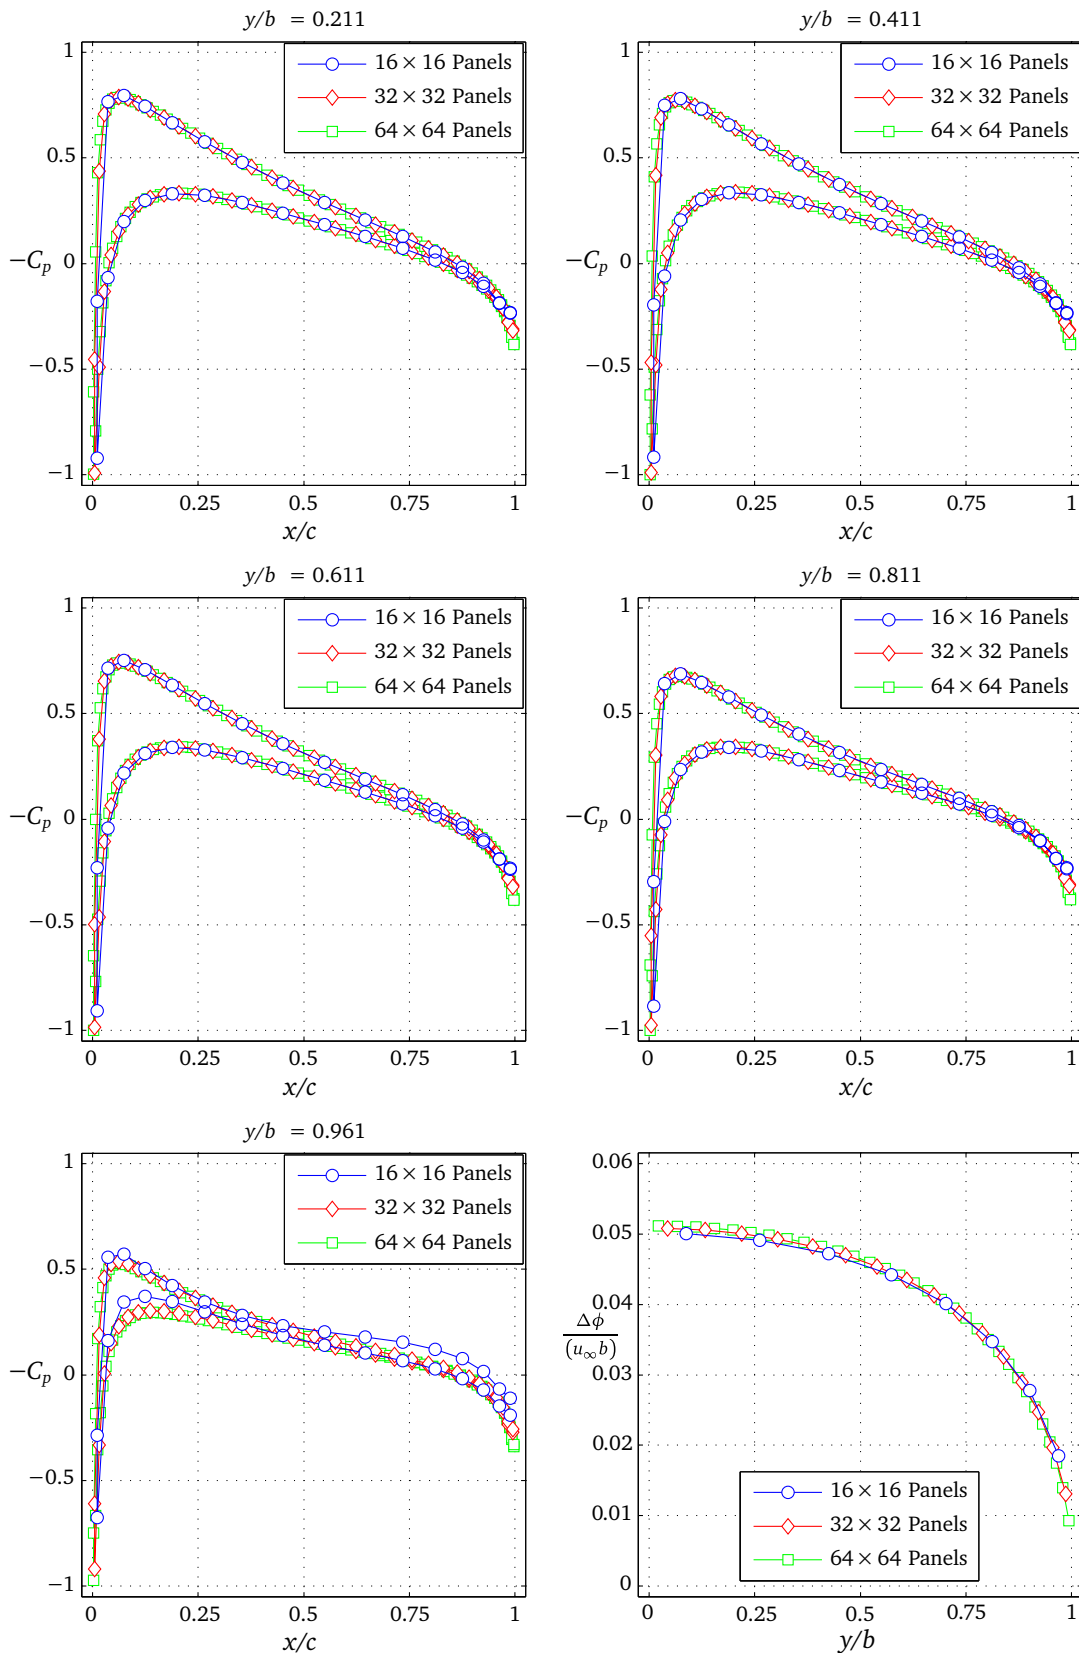 y/b = 0.211
1
0.5
0
−0.5
−1
−Cp
16 × 16 Panels
32 × 32 Panels
64 × 64 Panels
0 0.25 0.5 0.75 1
x/c
y/b = 0.411
1
0.5
0
−0.5
−1
−Cp
16 × 16 Panels
32 × 32 Panels
64 × 64 Panels
0 0.25 0.5 0.75 1
x/c
y/b = 0.611
1
0.5
0
−0.5
−1
−Cp
16 × 16 Panels
32 × 32 Panels
64 × 64 Panels
0 0.25 0.5 0.75 1
x/c
y/b = 0.811
1
0.5
0
−0.5
−1
−Cp
16 × 16 Panels
32 × 32 Panels
64 × 64 Panels
0 0.25 0.5 0.75 1
x/c
y/b = 0.961
1
0.5
0
−0.5
−1
−Cp
16 × 16 Panels
32 × 32 Panels
64 × 64 Panels
0 0.25 0.5 0.75 1
x/c
0.06
0.05
0.04
0.03
0.02
0.01
0
Δϕ
(u∞b)
16 × 16 Panels
32 × 32 Panels
64 × 64 Panels
0 0.25 0.5 0.75 1
y/b